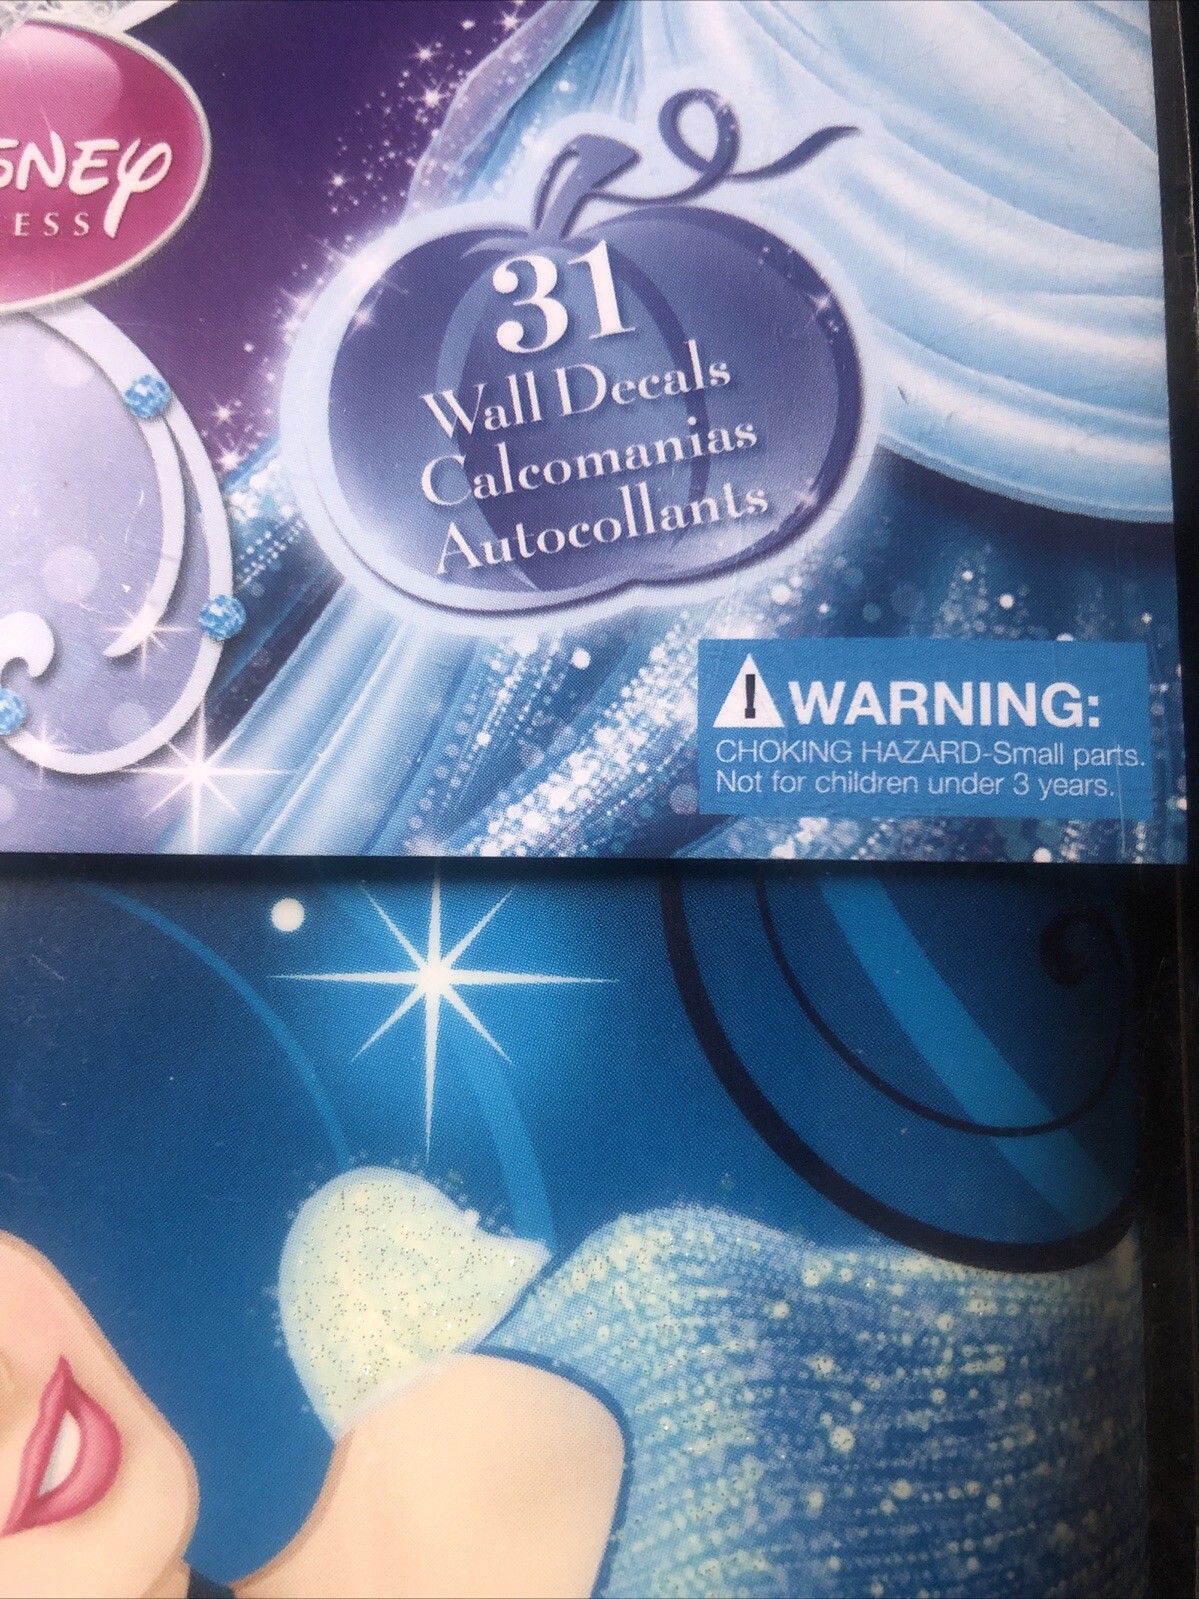 SNEY
ESS
31
Wall Decals
Calcomanias
Autocollants
WARNING:
CHOKING HAZARD-Small parts.
Not for children under 3 years.